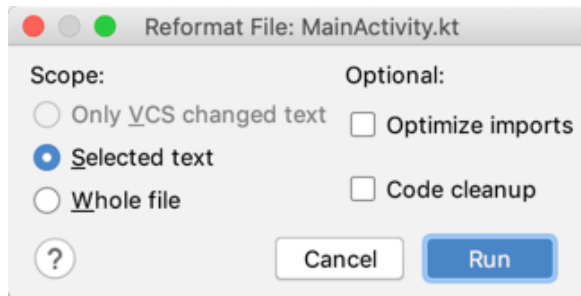 Reformat File: MainActivity.kt
Scope:
Optional:
Only VCS changed text
Optimize imports
Selected text
Whole file
Code cleanup
?
Cancel
Run